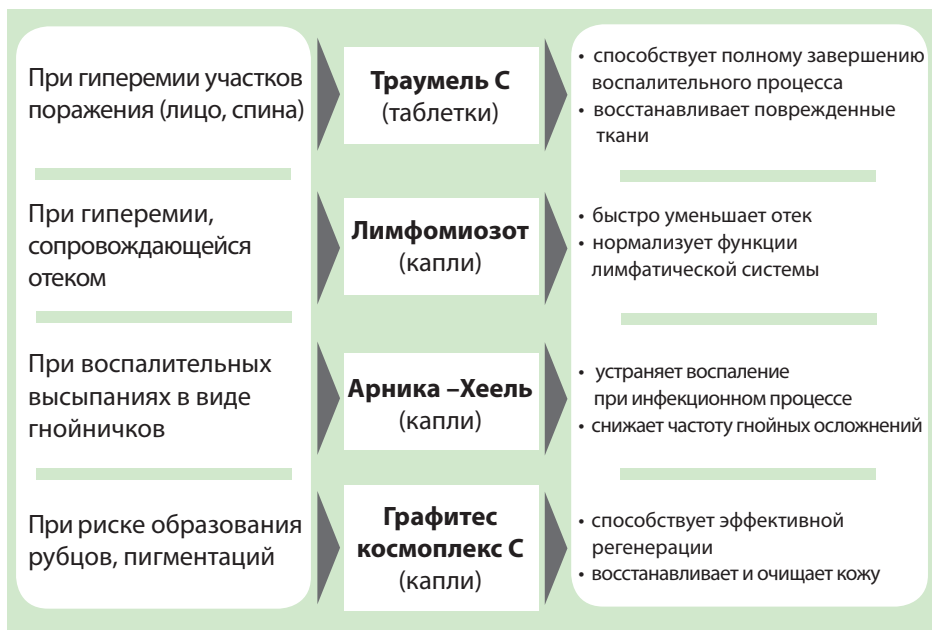 При гиперемии участков
поражения (лицо, спина)
Траумель С
(таблетки)
• способствует полному завершению
воспалительного процесса
• восстанавливает поврежденные
ткани
При гиперемии,
сопровождающейся
отеком
Лимфомиозот
(капли)
• быстро уменьшает отек
• нормализует функции
лимфатической системы
При воспалительных
высыпаниях в виде
гнойничков
Арника –Хеель
(капли)
• устраняет воспаление
при инфекционном процессе
• снижает частоту гнойных осложнений
При риске образования
рубцов, пигментаций
Графитес
космоплекс С
(капли)
• способствует эффективной
регенерации
• восстанавливает и очищает кожу